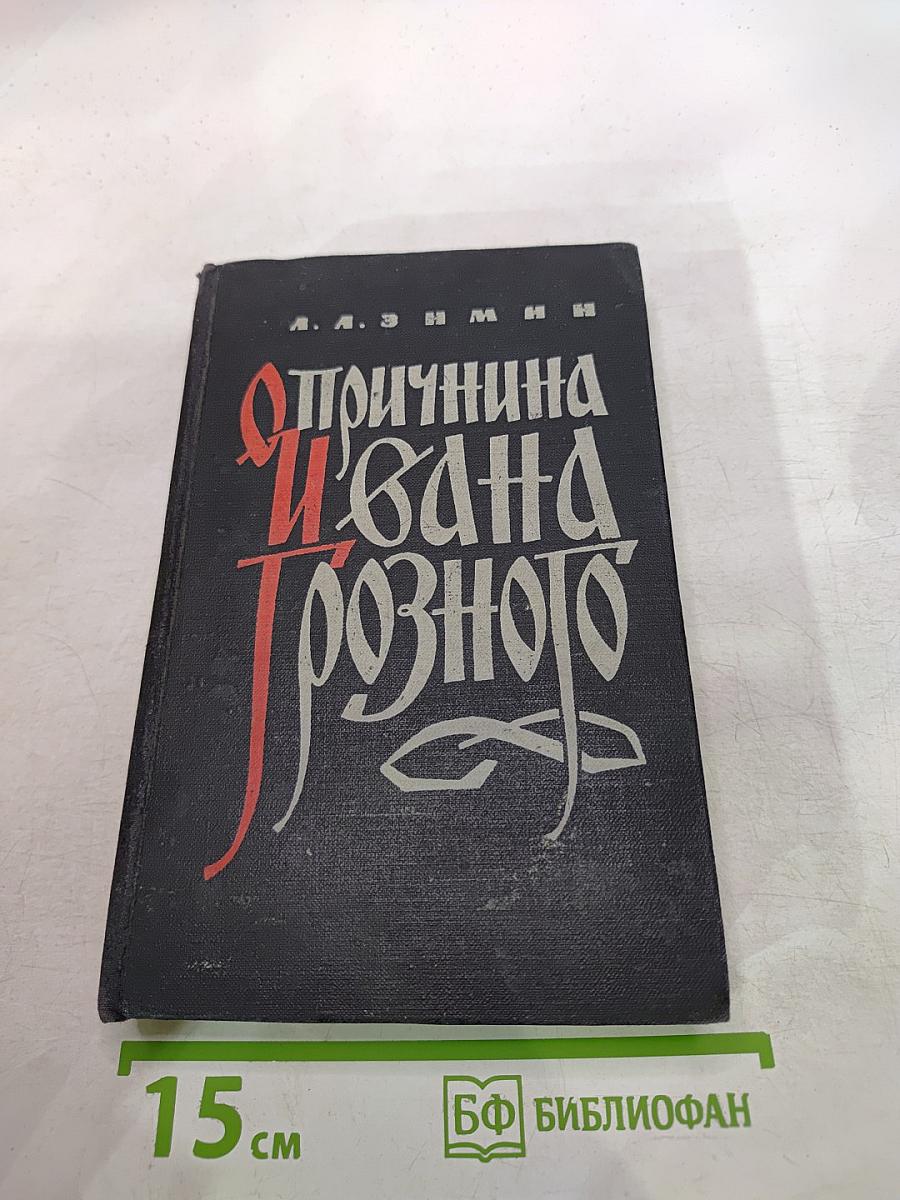 А. А. ЗИМИН
ОПРИЧНИНА
ИВАНА
ГРОЗНОГО
15 см
БФ БИБЛИОФАН